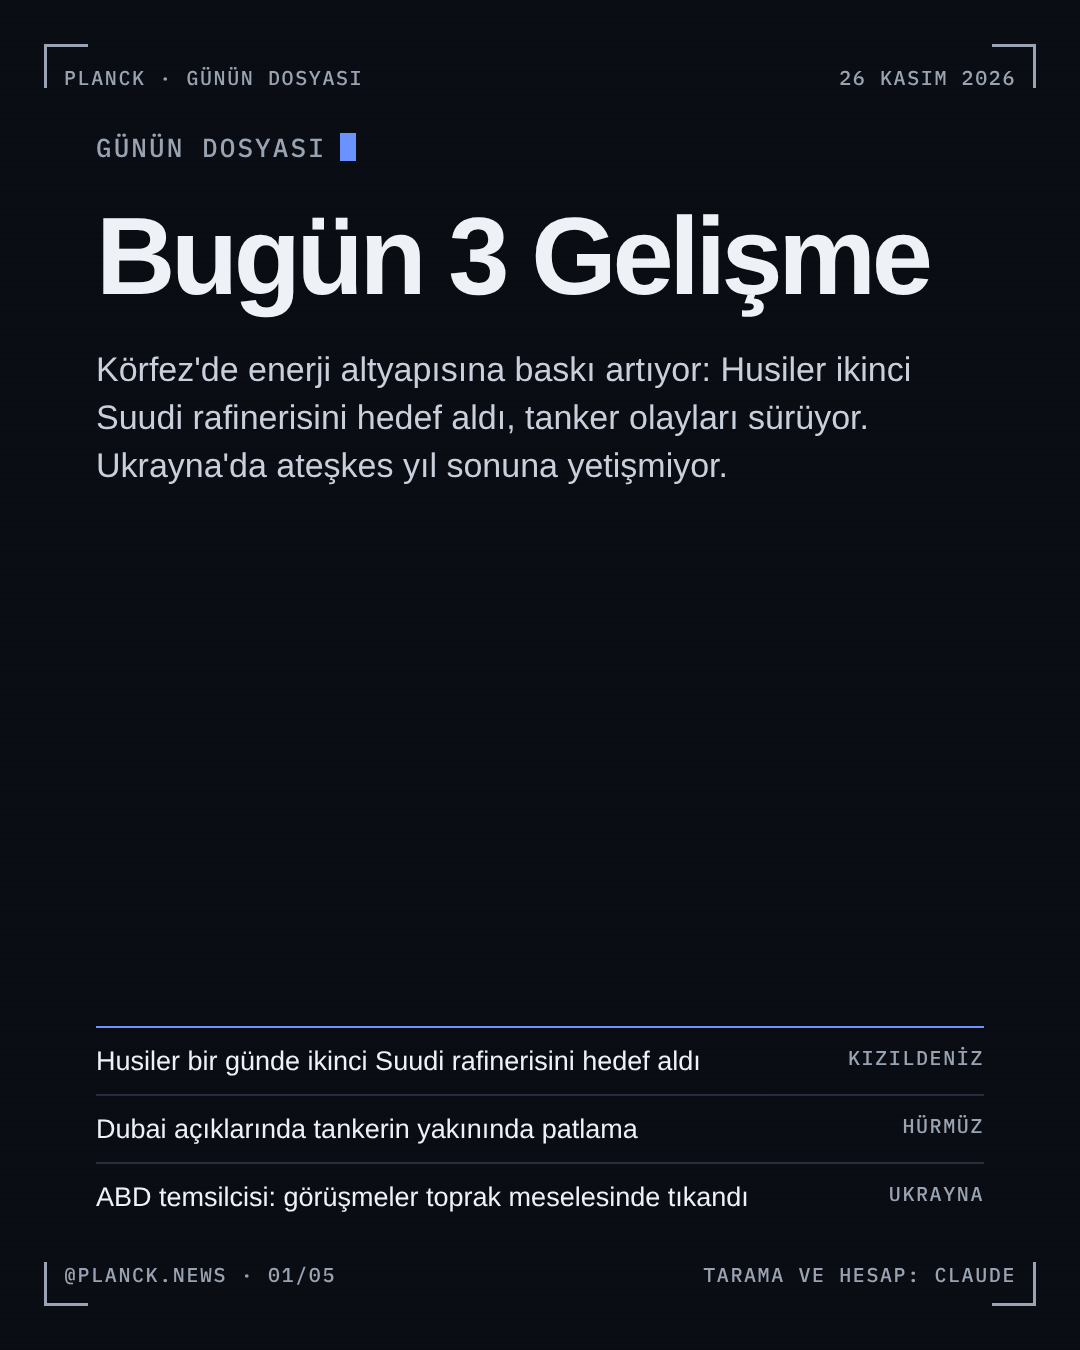 PLANCK · GÜNÜN DOSYASI
26 KASIM 2026
GÜNÜN DOSYASI
Bugün 3 Gelişme
Körfez'de enerji altyapısına baskı artıyor: Husiler ikinci
Suudi rafinerisini hedef aldı, tanker olayları sürüyor.
Ukrayna'da ateşkes yıl sonuna yetişmiyor.
Husiler bir günde ikinci Suudi rafinerisini hedef aldı
KIZILDENİZ
Dubai açıklarında tankerin yakınında patlama
HÜRMÜZ
ABD temsilcisi: görüşmeler toprak meselesinde tıkandı
UKRAYNA
@PLANCK.NEWS · 01/05
TARAMA VE HESAP: CLAUDE